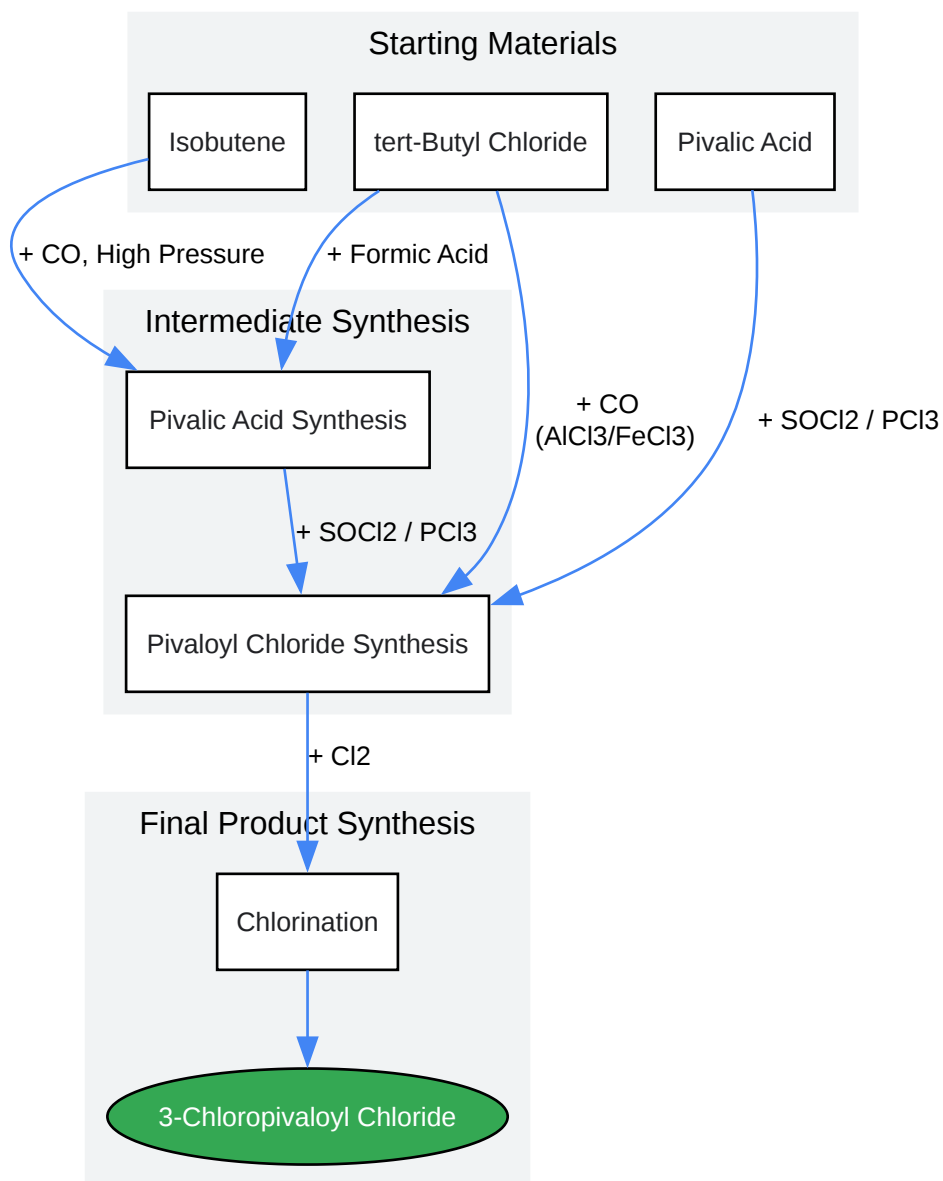 Starting Materials
Isobutene
tert-Butyl Chloride
Pivalic Acid
+ CO, High Pressure
+ Formic Acid
Intermediate Synthesis
+ CO
(AlCl3/FeCl3)
+ SOCl2 / PCl3
Pivalic Acid Synthesis
+ SOCl2 / PCl3
Pivaloyl Chloride Synthesis
+ Cl2
Final Product Synthesis
Chlorination
3-Chloropivaloyl Chloride